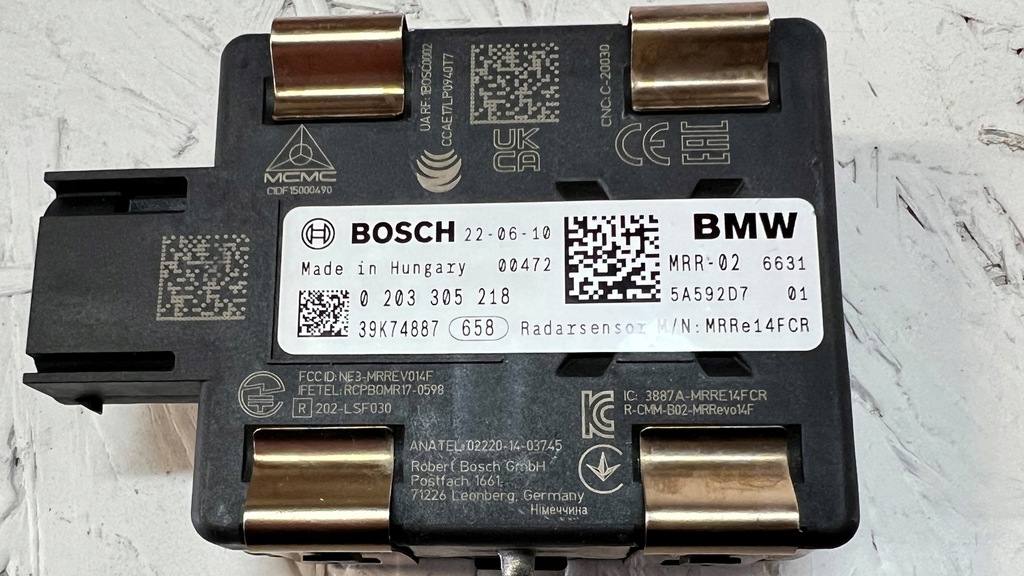 UA RF: 1BOSC0002
CCAE17LP0940T7
CNC: C-20030
UK
CA
CE
EAC
MCMC
CIDF15000490
BOSCH 22-06-10
BMW
Made in Hungary 00472
MRR-02 6631
0 203 305 218
5A592D7 01
39K74887 658 Radarsensor M/N: MRRe14FCR
FCC ID: NE3-MRREV014F
IFETEL: RCPBOMR17-0598
R 202-LSF030
IC: 3887A-MRRE14FCR
R-CMM-B02-MRRevo14F
ANATEL: 02220-14-03745
Robert Bosch GmbH
Postfach 1661
71226 Leonberg, Germany
Німеччина